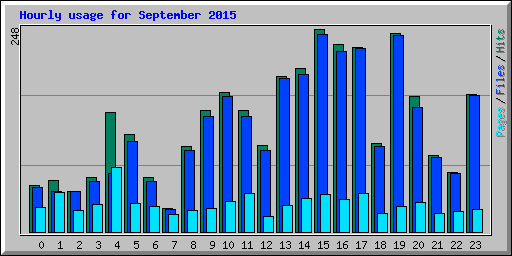 Hourly usage for September 2015
248
Pages / Files / Hits
0 1 2 3 4 5 6 7 8 9 10 11 12 13 14 15 16 17 18 19 20 21 22 23